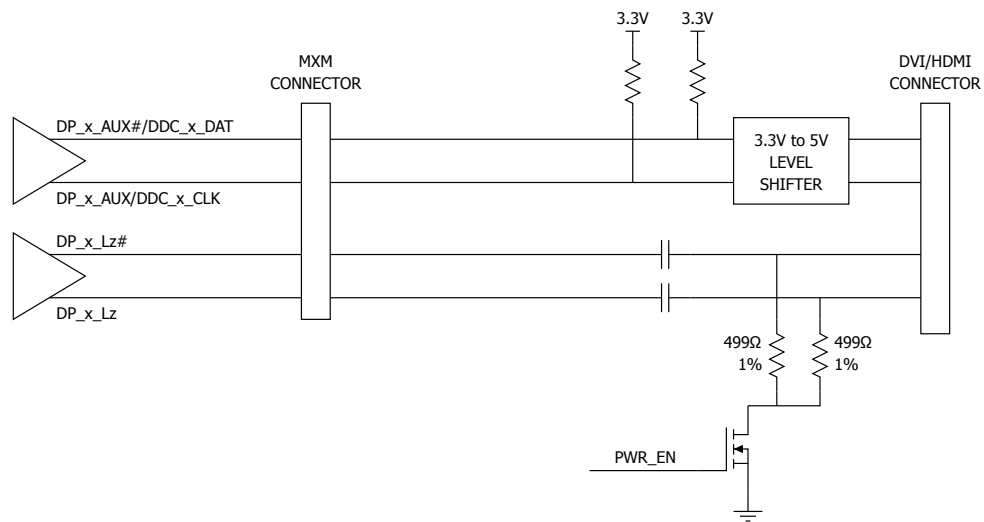 3.3V
3.3V
MXM
CONNECTOR
DVI/HDMI
CONNECTOR
DP_x_AUX#/DDC_x_DAT
3.3V to 5V
LEVEL
SHIFTER
DP_x_AUX/DDC_x_CLK
DP_x_Lz#
DP_x_Lz
499Ω
1%
499Ω
1%
PWR_EN